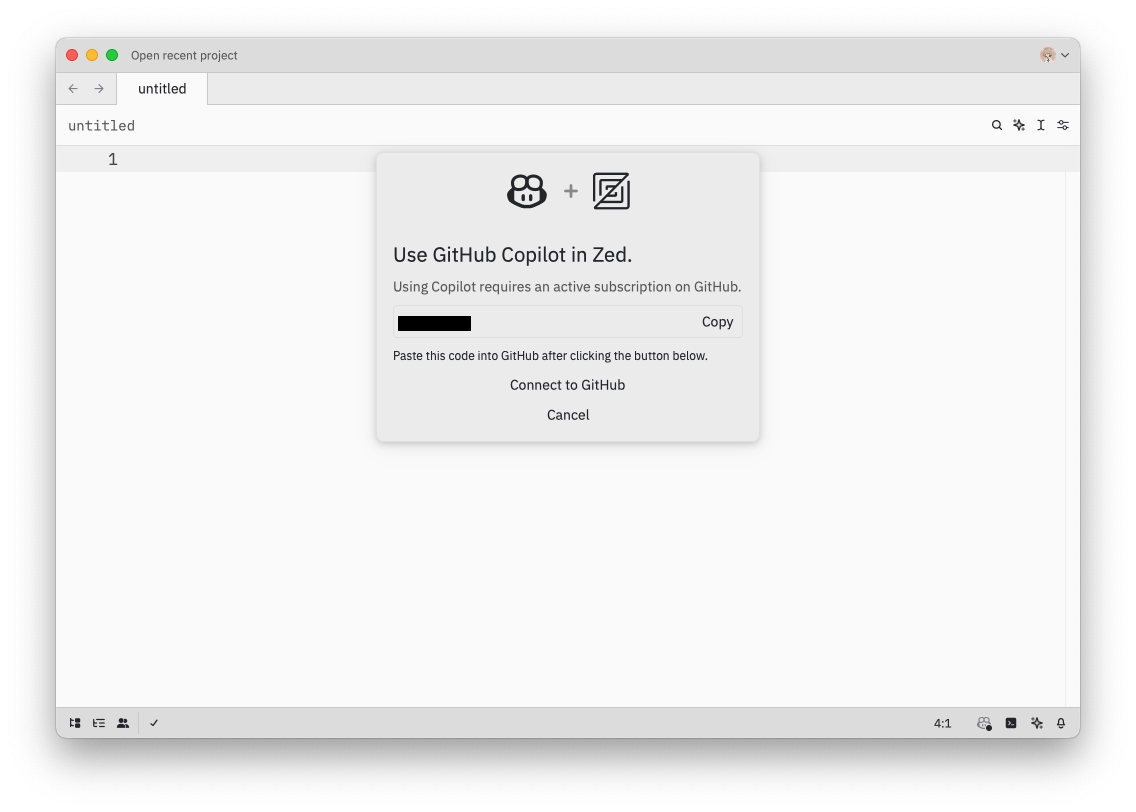 Open recent project
untitled
untitled
1
Use GitHub Copilot in Zed.
Using Copilot requires an active subscription on GitHub.
Copy
Paste this code into GitHub after clicking the button below.
Connect to GitHub
Cancel
4:1